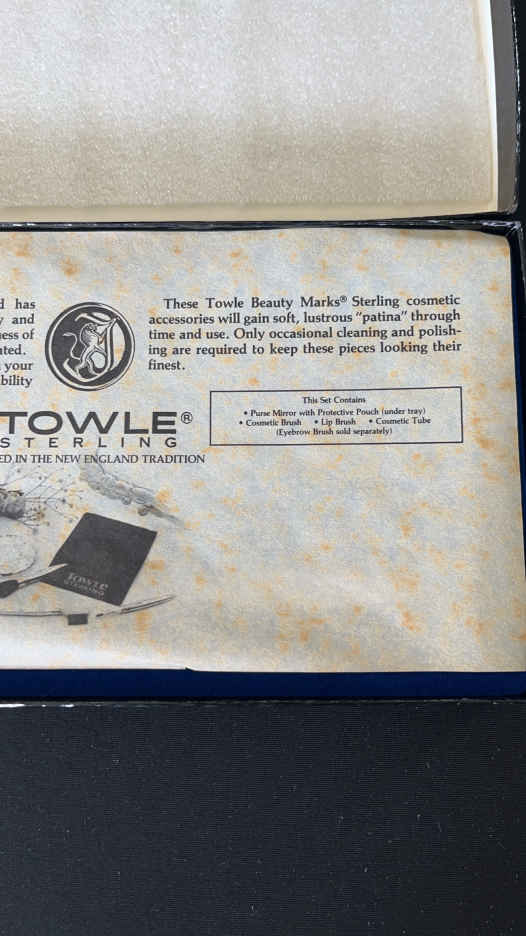 d has
y and
ness of
ated.
your
ability
These Towle Beauty Marks® Sterling cosmetic
accessories will gain soft, lustrous “patina” through
time and use. Only occasional cleaning and polish-
ing are required to keep these pieces looking their
finest.
TOWLE®
STERLING
ED IN THE NEW ENGLAND TRADITION
This Set Contains
• Purse Mirror with Protective Pouch (under tray)
• Cosmetic Brush • Lip Brush • Cosmetic Tube
(Eyebrow Brush sold separately)
TOWLE
STERLING